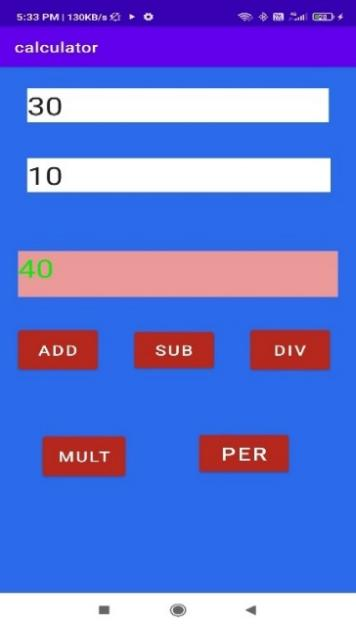 5:33 PM | 130KB/s
calculator
30
10
40
ADD SUB DIV
MULT PER